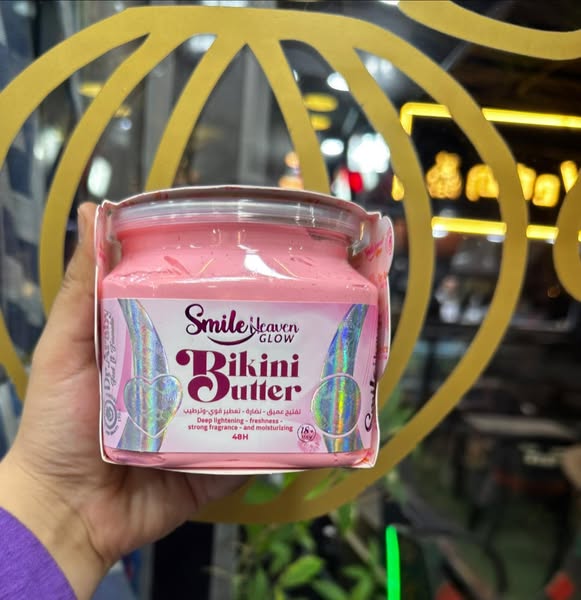 Smile Heaven
GLOW
Bikini
Butter
تفتيح عميق - نضارة - تعطير قوي-وترطيب
Deep lightening - freshness -
strong fragrance - and moisturizing
48H
18+